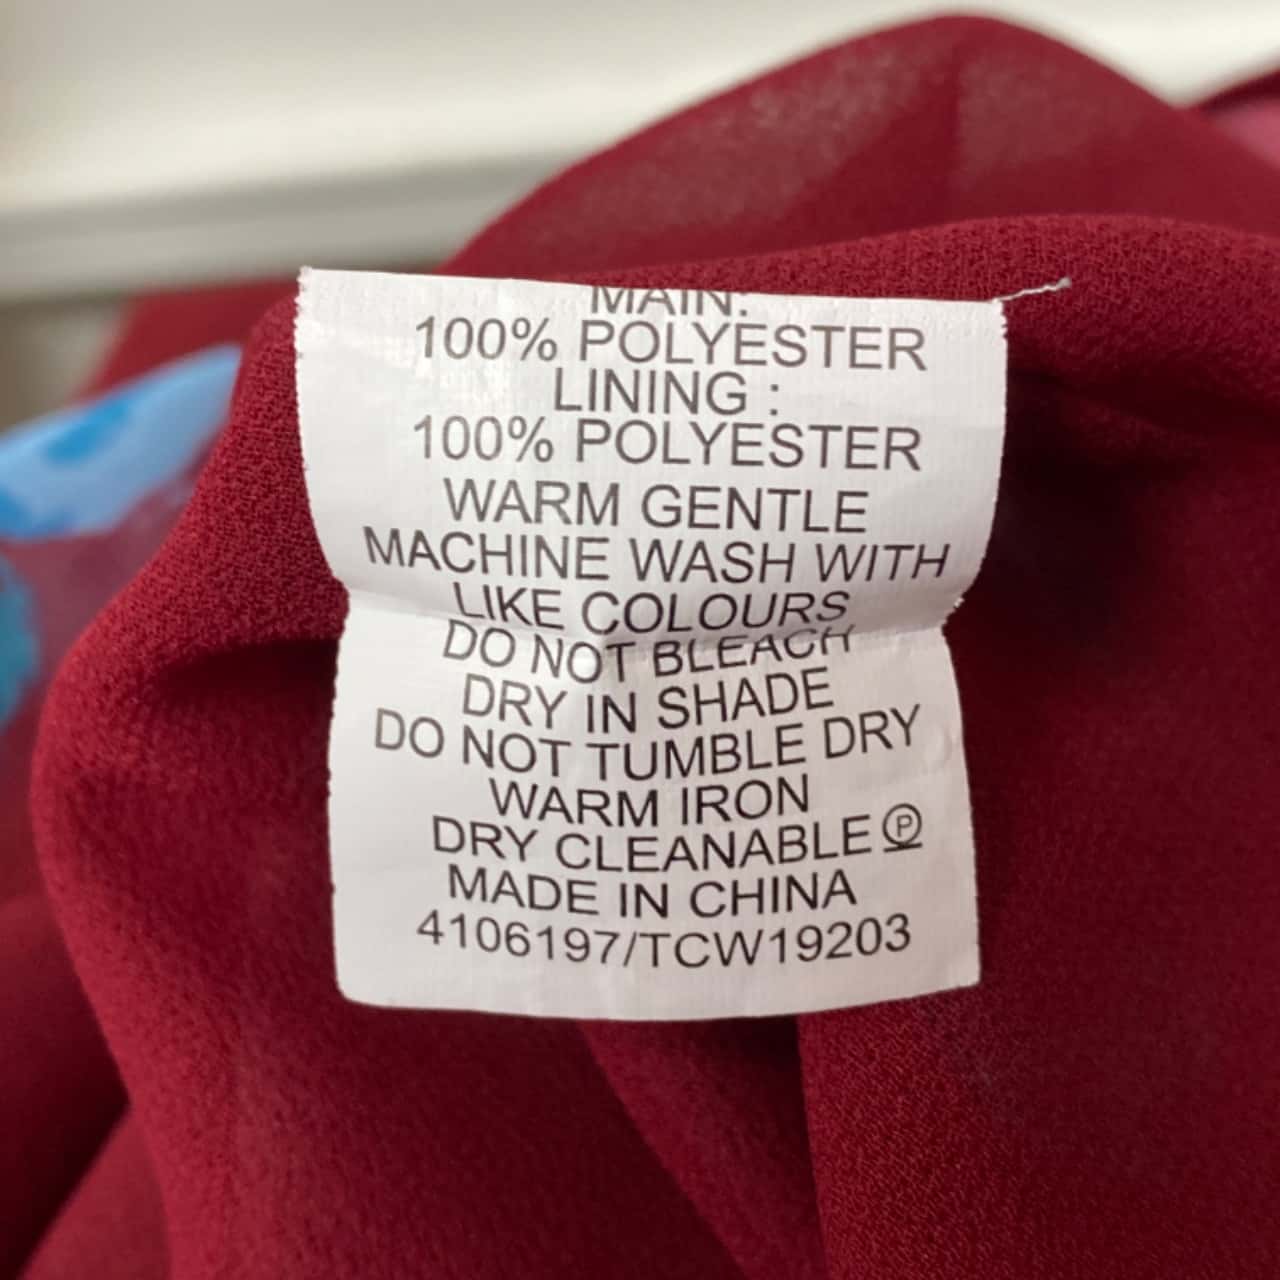 MAIN:
100% POLYESTER
LINING :
100% POLYESTER
WARM GENTLE
MACHINE WASH WITH
LIKE COLOURS
DO NOT BLEACH
DRY IN SHADE
DO NOT TUMBLE DRY
WARM IRON
DRY CLEANABLE Ⓟ
MADE IN CHINA
4106197/TCW19203